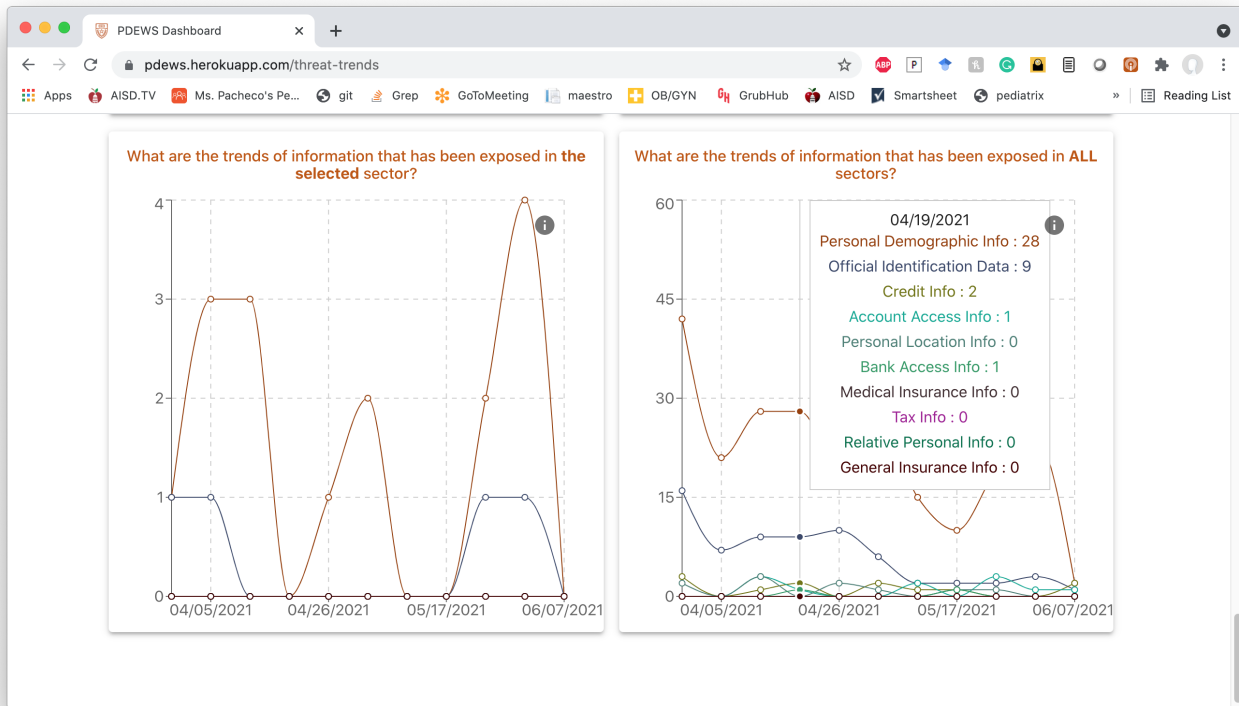 PDEWS Dashboard
pdews.herokuapp.com/threat-trends
ABP P
Apps AISD.TV Ms. Pacheco's Pe... git Grep GoToMeeting maestro OB/GYN GrubHub AISD Smartsheet pediatrix » Reading List
What are the trends of information that has been exposed in the
selected sector?
4
3
2
1
0
04/05/2021 04/26/2021 05/17/2021 06/07/2021
What are the trends of information that has been exposed in ALL
sectors?
60
45
30
15
0
04/19/2021
Personal Demographic Info : 28
Official Identification Data : 9
Credit Info : 2
Account Access Info : 1
Personal Location Info : 0
Bank Access Info : 1
Medical Insurance Info : 0
Tax Info : 0
Relative Personal Info : 0
General Insurance Info : 0
04/05/2021 04/26/2021 05/17/2021 06/07/2021